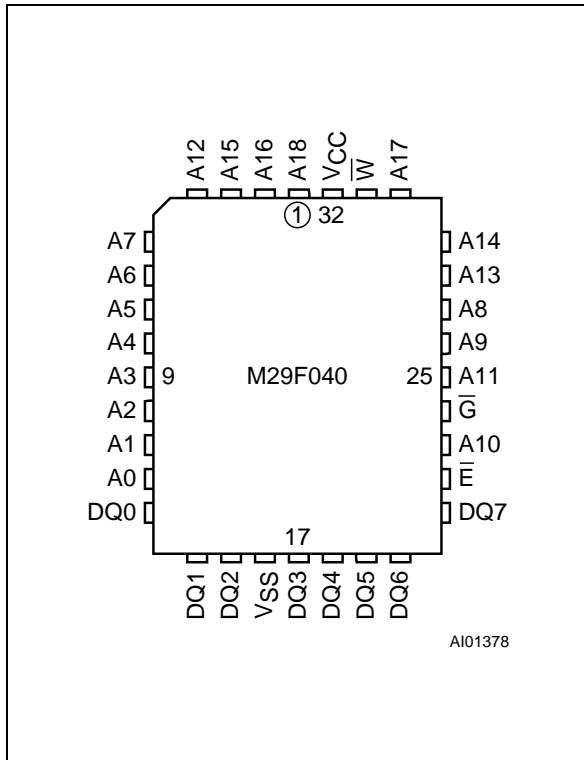 A12 A15 A16 A18 VCC W̅ A17
1 32
A7 A14
A6 A13
A5 A8
A4 A9
A3 9 M29F040 25 A11
A2 G̅
A1 A10
A0 E̅
DQ0 DQ7
17
DQ1 DQ2 VSS DQ3 DQ4 DQ5 DQ6
AI01378